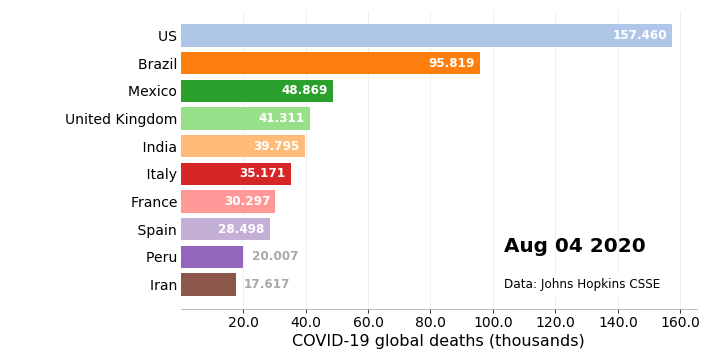 US 157.460
Brazil 95.819
Mexico 48.869
United Kingdom 41.311
India 39.795
Italy 35.171
France 30.297
Spain 28.498
Peru 20.007
Iran 17.617
Aug 04 2020
Data: Johns Hopkins CSSE
20.0 40.0 60.0 80.0 100.0 120.0 140.0 160.0
COVID-19 global deaths (thousands)